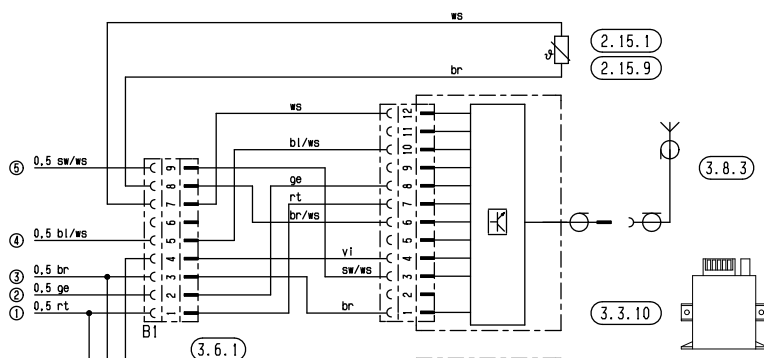 ws
2.15.1
br
2.15.9
ws
12
11
bl/ws
10
⑤ 0,5 sw/ws
9
9
3.8.3
8
ge
8
7
rt
7
6
br/ws
6
④ 0,5 bl/ws
5
5
4
vi
4
③ 0,5 br
3
sw/ws
3
② 0,5 ge
2
2
① 0,5 rt
1
br
1
3.3.10
B1
3.6.1
ϑ